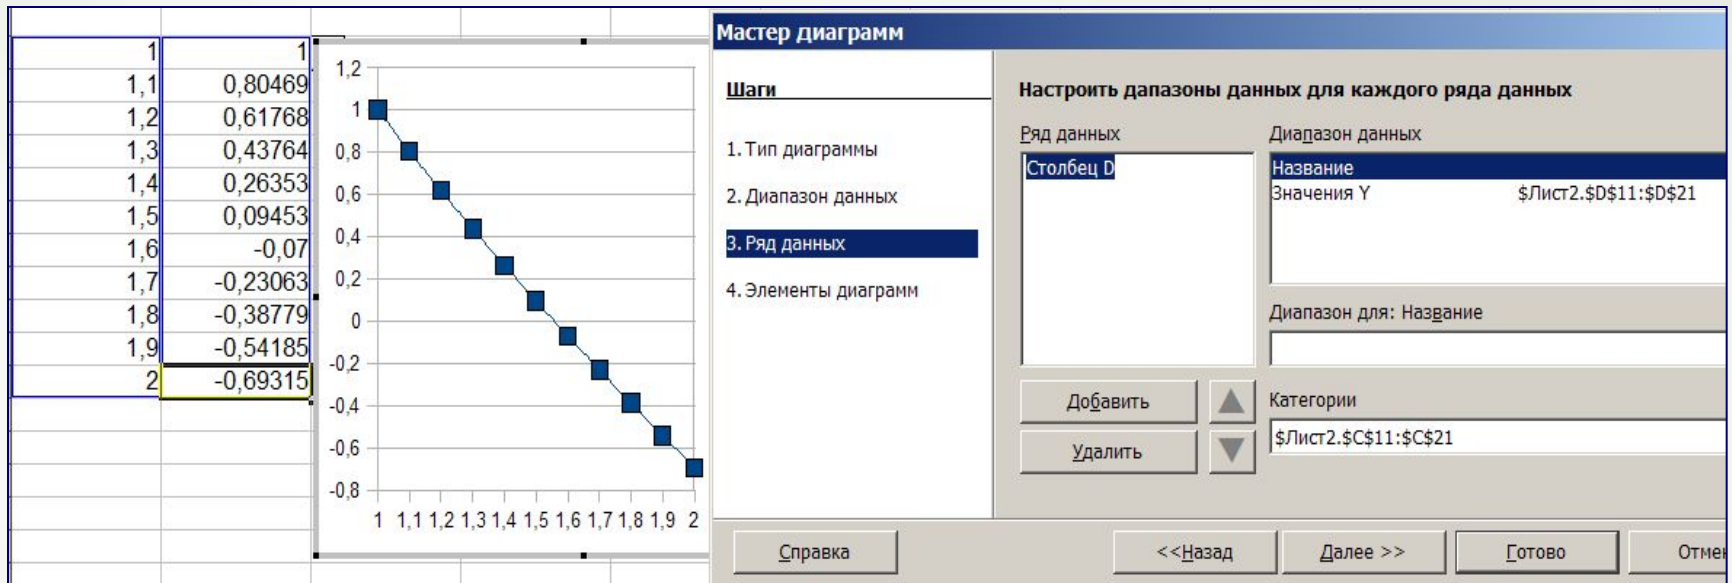 1 1
1,1 0,80469
1,2 0,61768
1,3 0,43764
1,4 0,26353
1,5 0,09453
1,6 -0,07
1,7 -0,23063
1,8 -0,38779
1,9 -0,54185
2 -0,69315
1,2
1
0,8
0,6
0,4
0,2
0
-0,2
-0,4
-0,6
-0,8
1 1,1 1,2 1,3 1,4 1,5 1,6 1,7 1,8 1,9 2
Мастер диаграмм
Шаги
1. Тип диаграммы
2. Диапазон данных
3. Ряд данных
4. Элементы диаграмм
Настроить дапазоны данных для каждого ряда данных
Ряд данных
Столбец D
Диапазон данных
Название
Значения Y $Лист2.$D$11:$D$21
Диапазон для: Название
Добавить
Удалить
Категории
$Лист2.$C$11:$C$21
Справка
<<Назад
Далее >>
Готово
Отме